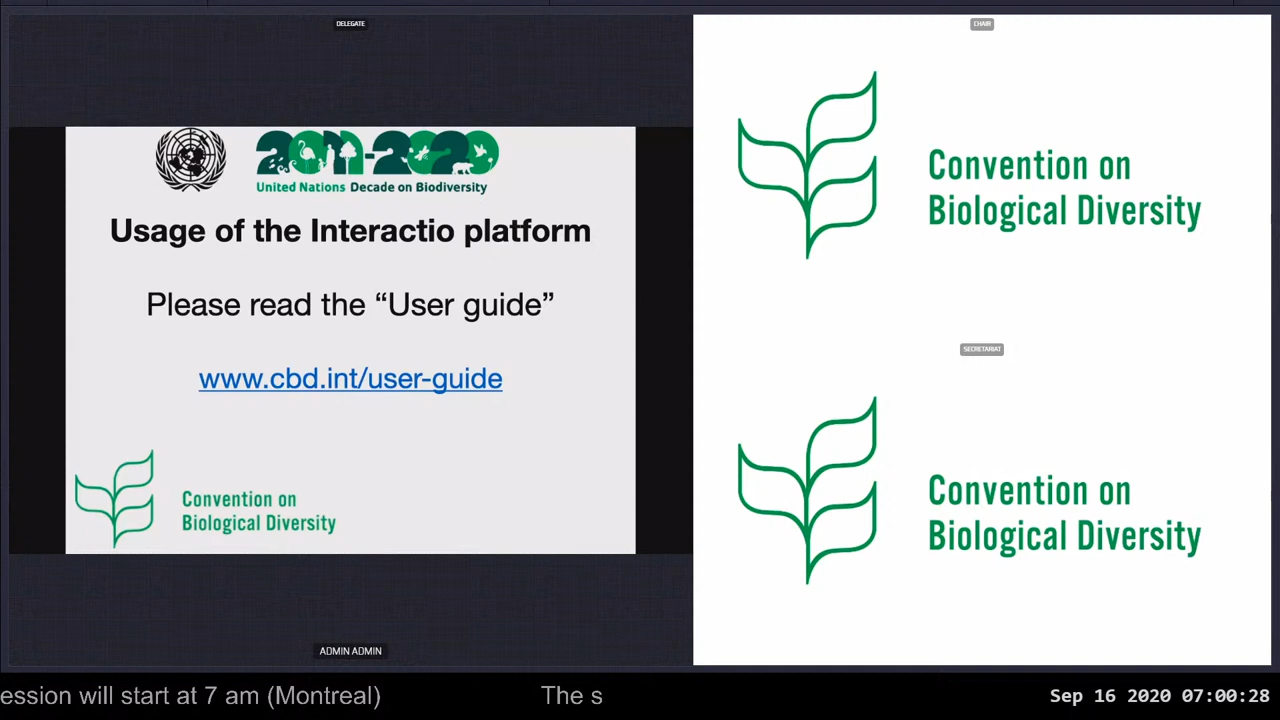 DELEGATE
2011-2020
United Nations Decade on Biodiversity
Usage of the Interactio platform
Please read the “User guide”
www.cbd.int/user-guide
Convention on
Biological Diversity
ADMIN ADMIN
CHAIR
Convention on
Biological Diversity
SECRETARIAT
Convention on
Biological Diversity
ession will start at 7 am (Montreal) The s
Sep 16 2020 07:00:28